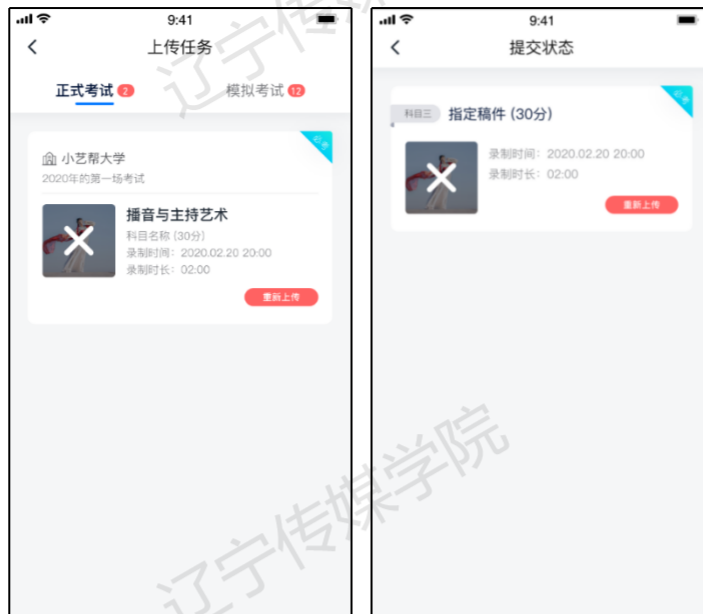 9:41
上传任务
正式考试 2
模拟考试 12
必考
小艺帮大学
2020年的第一场考试
播音与主持艺术
科目名称 (30分)
录制时间：2020.02.20 20:00
录制时长：02:00
重新上传
9:41
提交状态
必考
科目三 指定稿件 (30分)
录制时间：2020.02.20 20:00
录制时长：02:00
重新上传
辽宁传媒学院
辽宁传媒学院